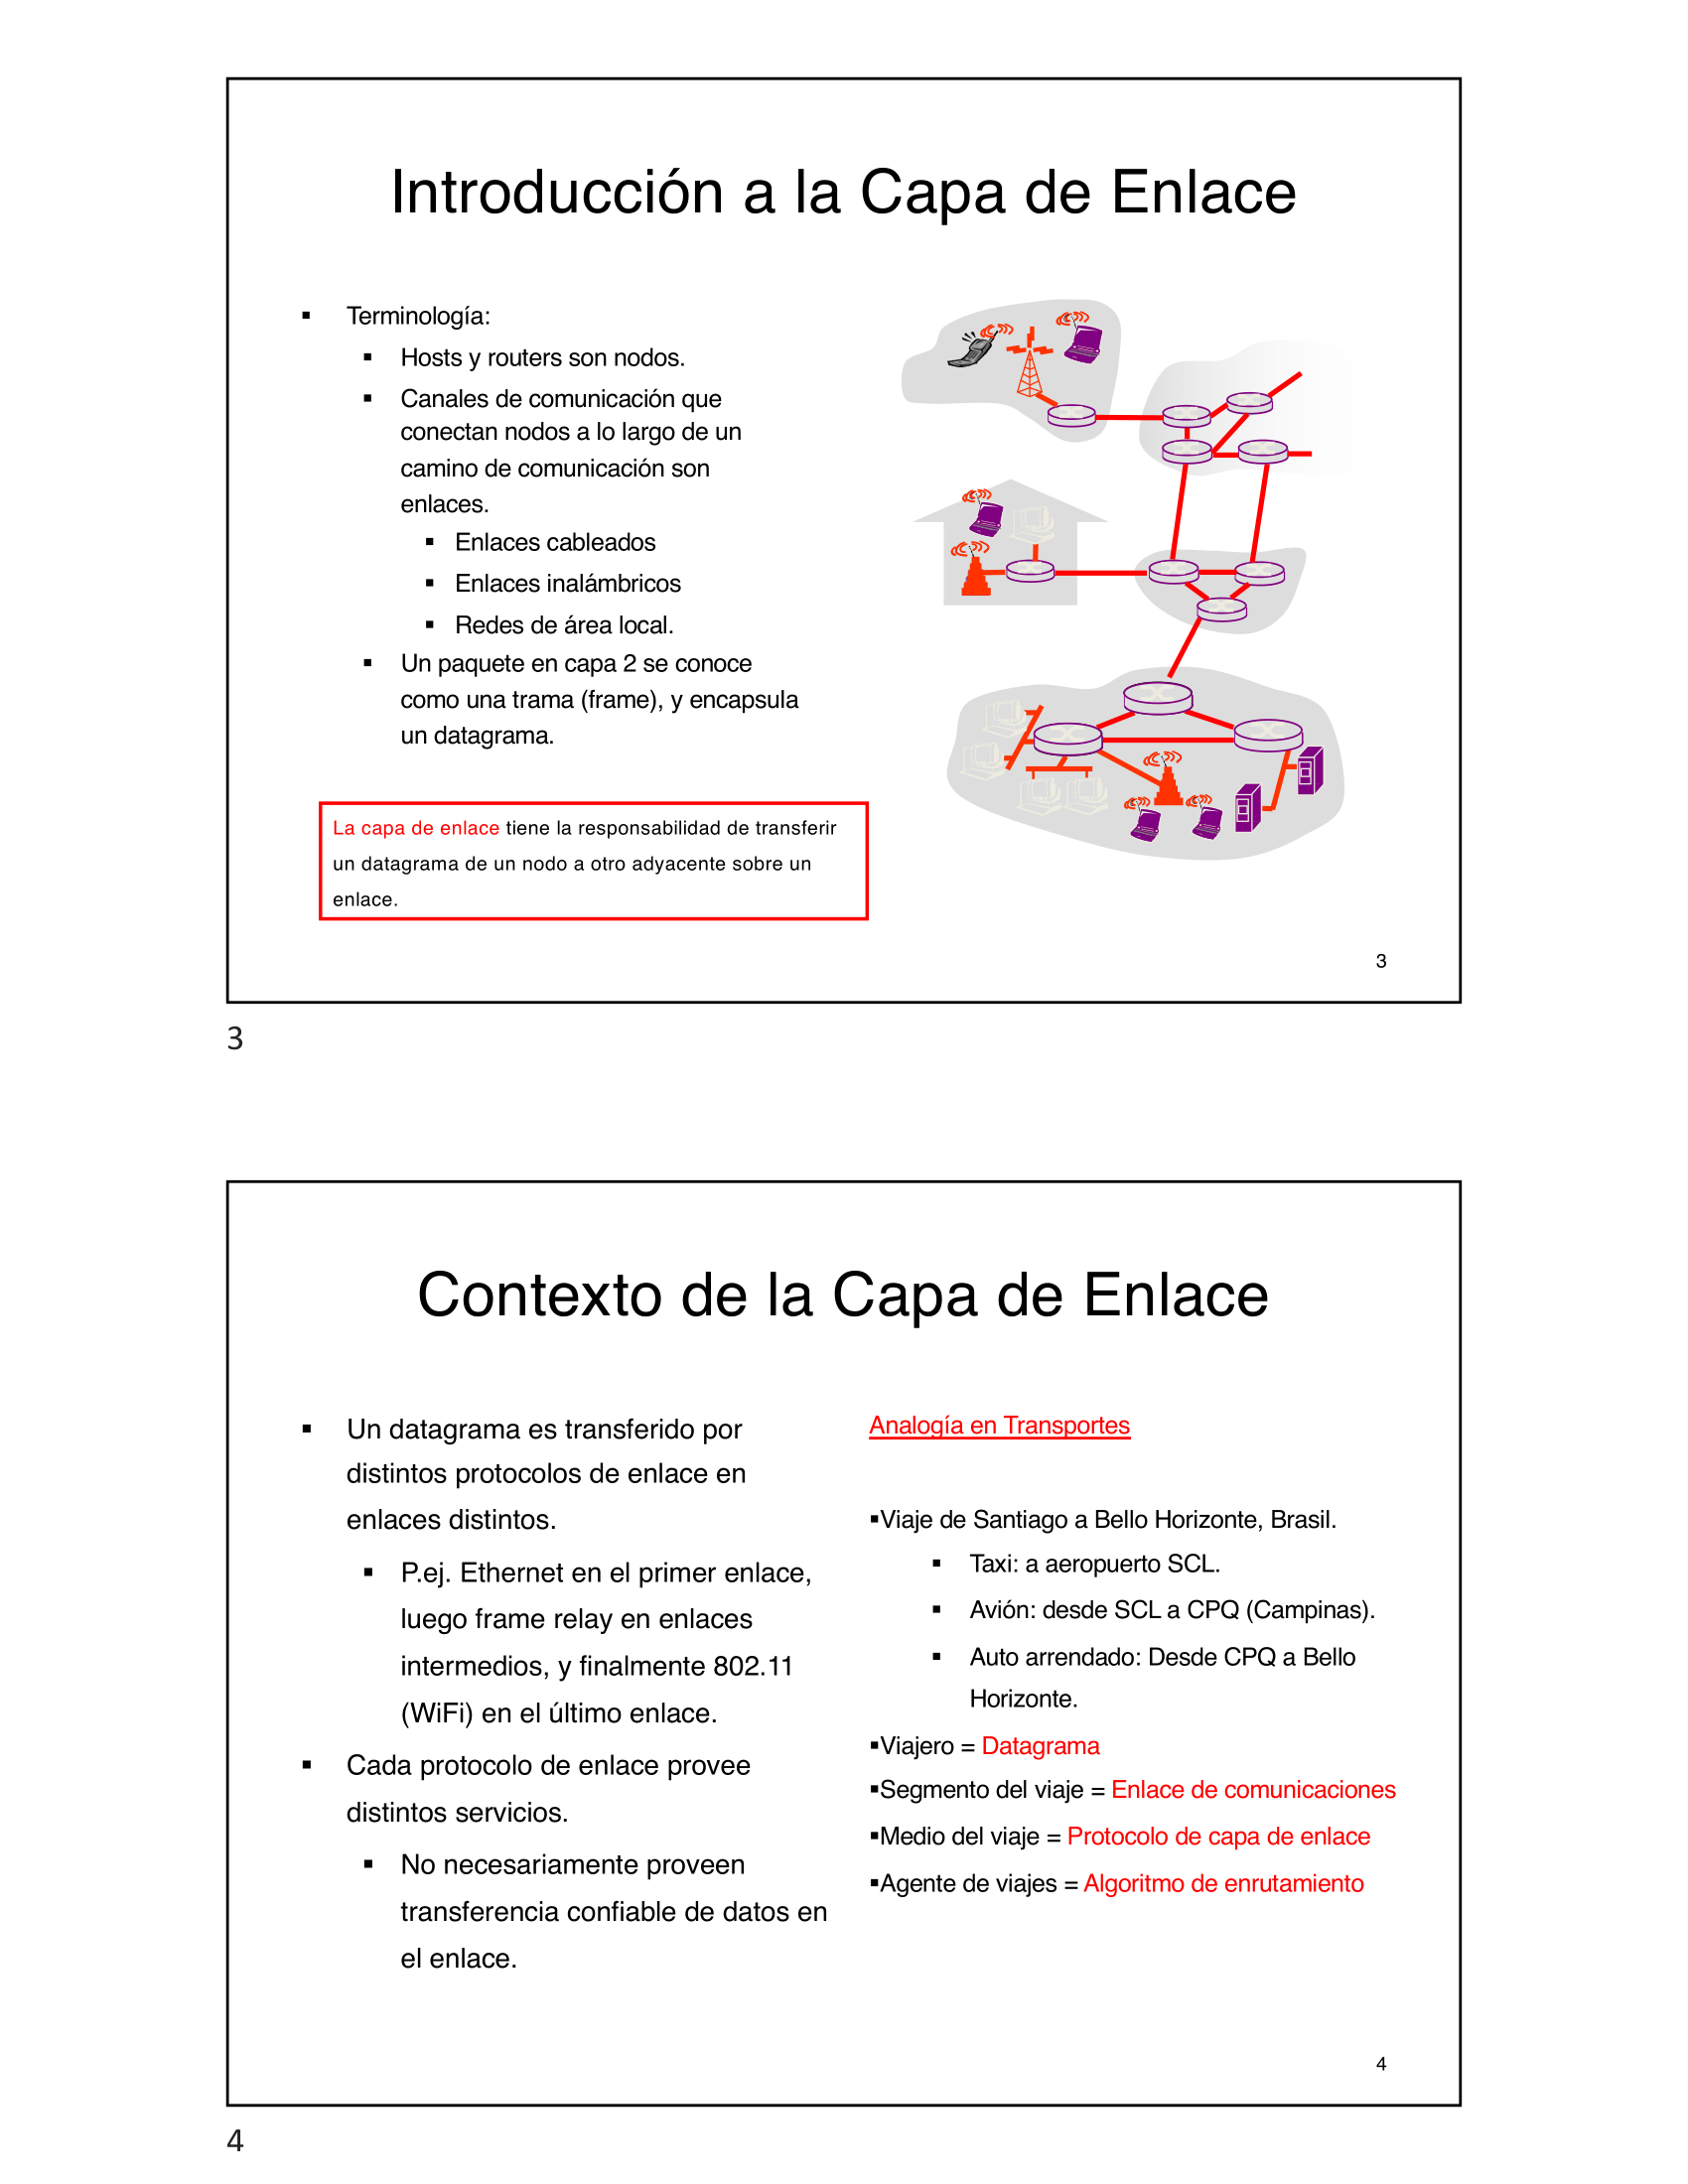 Introducción a la Capa de Enlace
▪ Terminología:
▪ Hosts y routers son nodos.
▪ Canales de comunicación que
conectan nodos a lo largo de un
camino de comunicación son
enlaces.
▪ Enlaces cableados
▪ Enlaces inalámbricos
▪ Redes de área local.
▪ Un paquete en capa 2 se conoce
como una trama (frame), y encapsula
un datagrama.
La capa de enlace tiene la responsabilidad de transferir
un datagrama de un nodo a otro adyacente sobre un
enlace.
3
3
Contexto de la Capa de Enlace
▪ Un datagrama es transferido por
distintos protocolos de enlace en
enlaces distintos.
▪ P.ej. Ethernet en el primer enlace,
luego frame relay en enlaces
intermedios, y finalmente 802.11
(WiFi) en el último enlace.
▪ Cada protocolo de enlace provee
distintos servicios.
▪ No necesariamente proveen
transferencia confiable de datos en
el enlace.
Analogía en Transportes
▪Viaje de Santiago a Bello Horizonte, Brasil.
▪ Taxi: a aeropuerto SCL.
▪ Avión: desde SCL a CPQ (Campinas).
▪ Auto arrendado: Desde CPQ a Bello
Horizonte.
▪Viajero = Datagrama
▪Segmento del viaje = Enlace de comunicaciones
▪Medio del viaje = Protocolo de capa de enlace
▪Agente de viajes = Algoritmo de enrutamiento
4
4